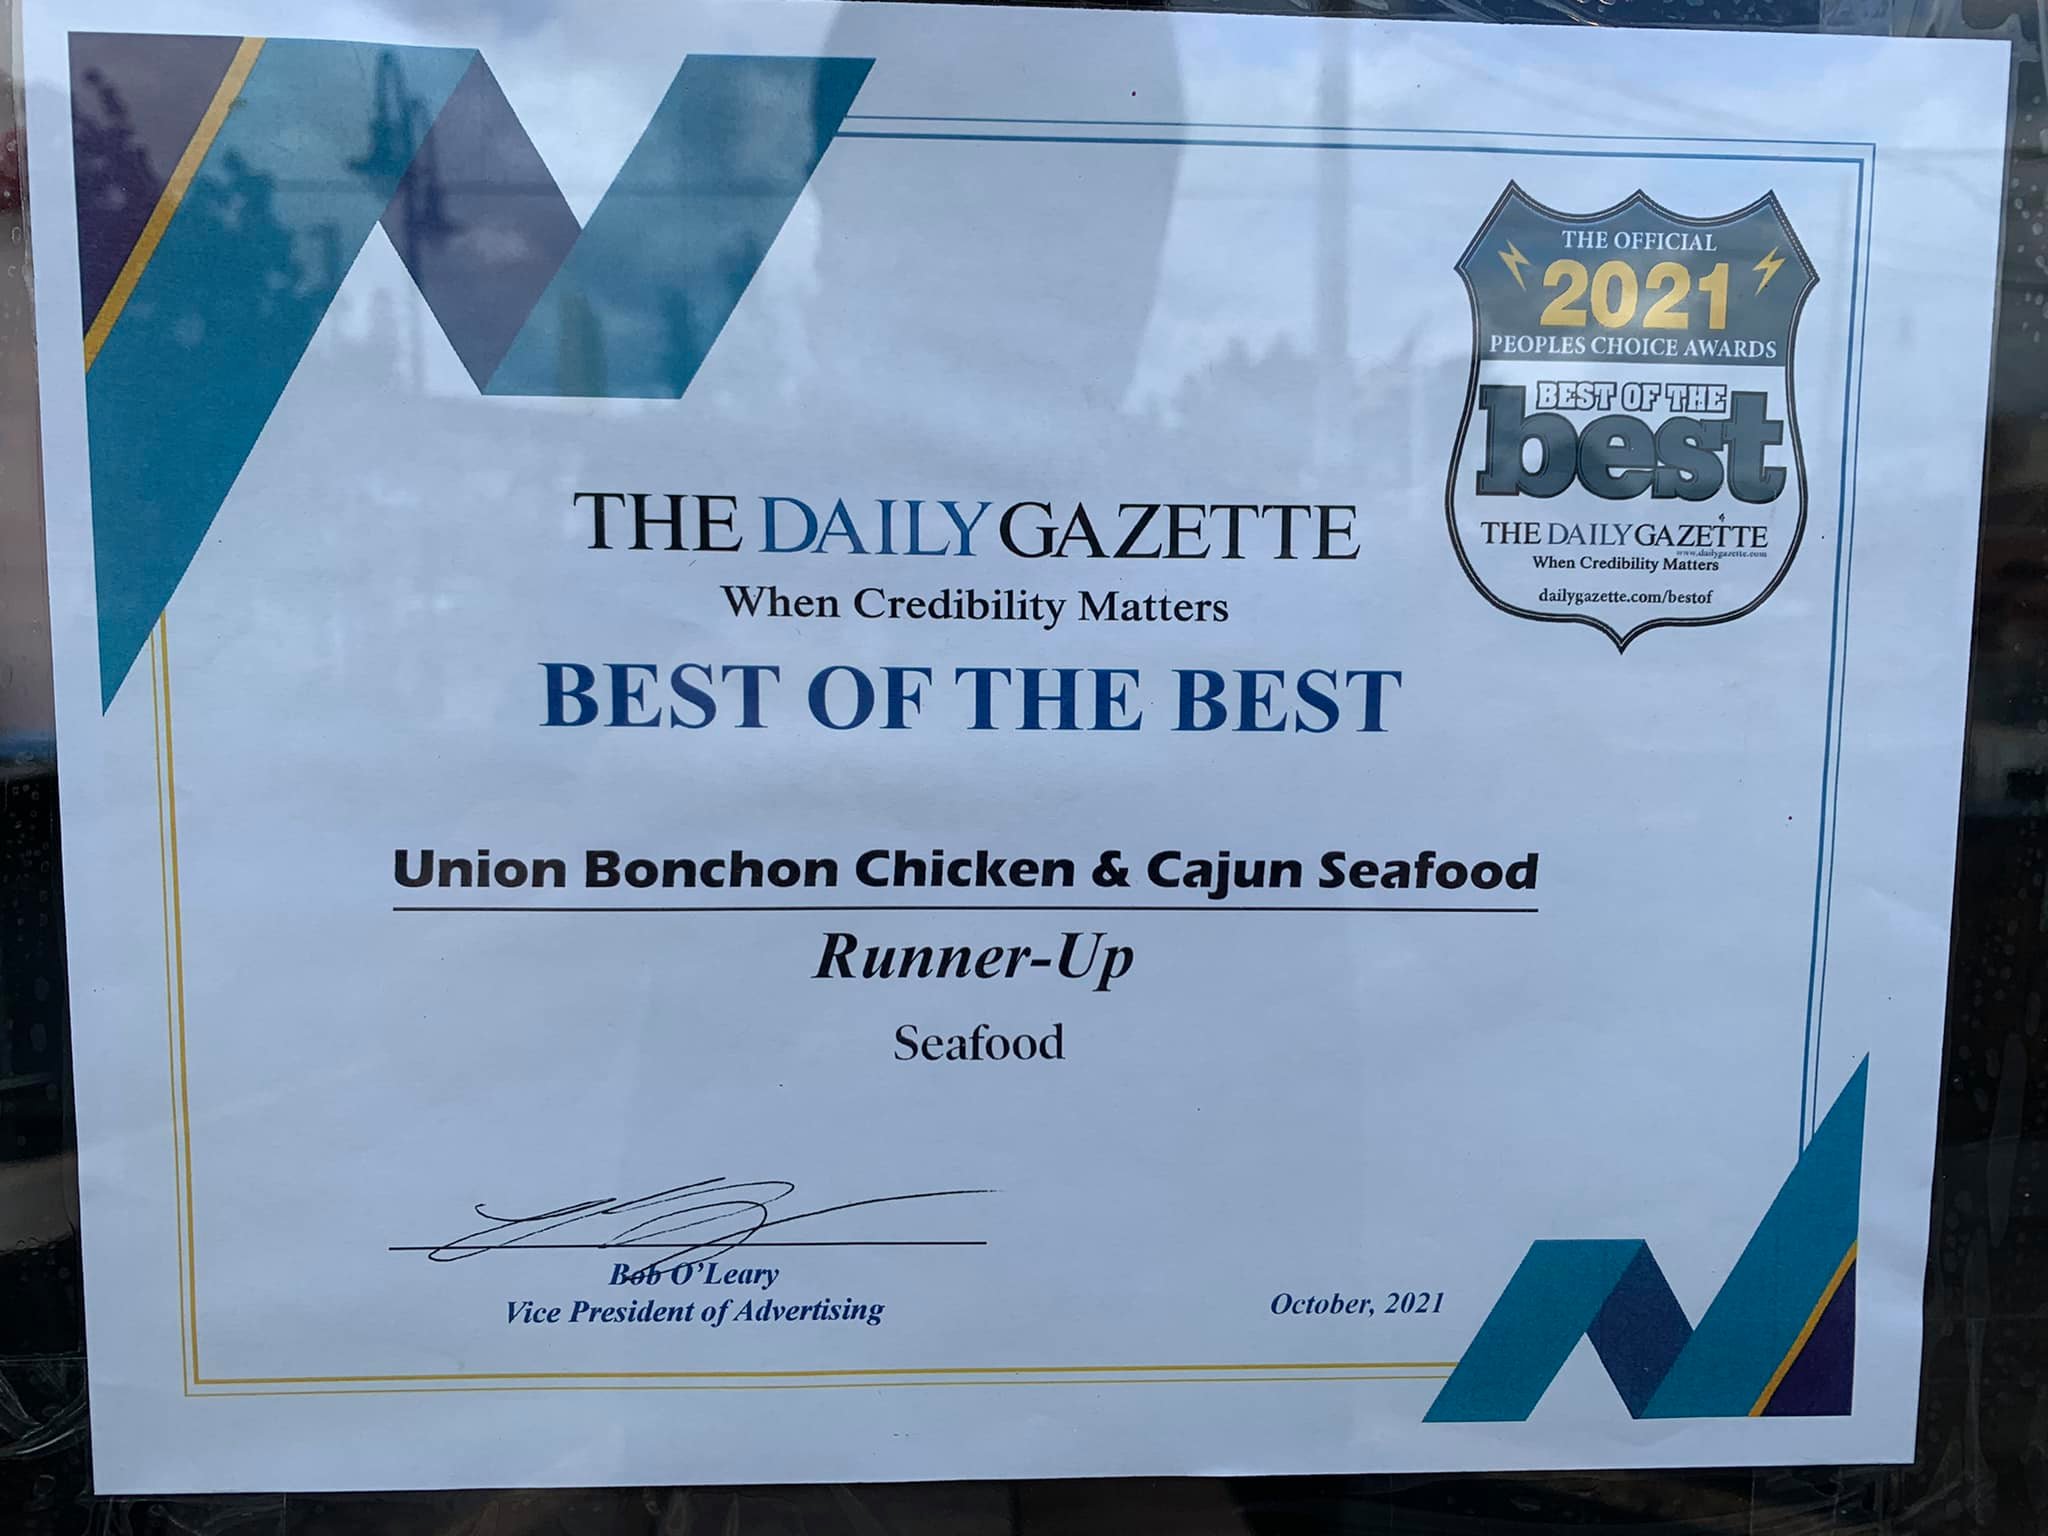 THE OFFICIAL
2021
PEOPLES CHOICE AWARDS
BEST OF THE
best
THE DAILY GAZETTE
www.dailygazette.com
When Credibility Matters
dailygazette.com/bestof
THE DAILY GAZETTE
When Credibility Matters
BEST OF THE BEST
Union Bonchon Chicken & Cajun Seafood
Runner-Up
Seafood
Bob O'Leary
Vice President of Advertising
October, 2021